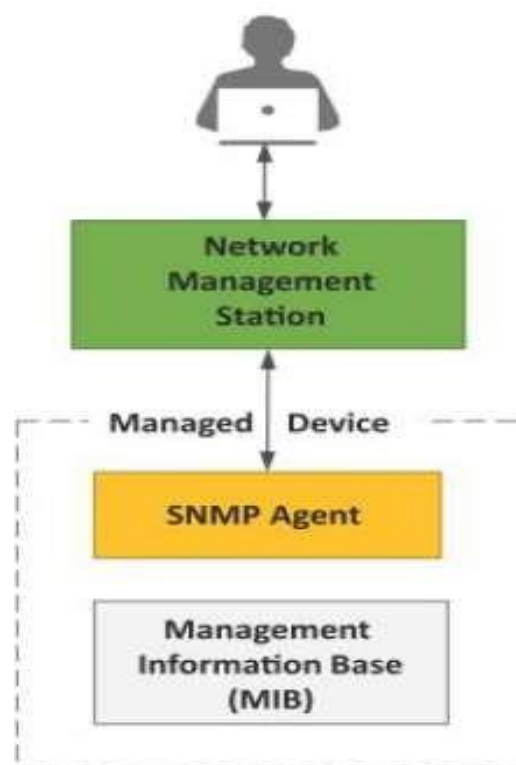 Network
Management
Station
Managed Device
SNMP Agent
Management
Information Base
(MIB)